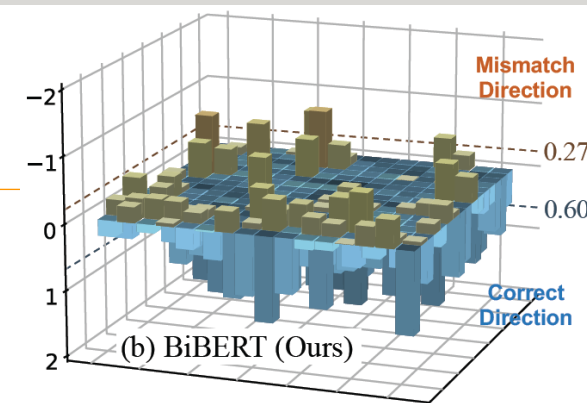 −2
Mismatch
Direction
−1
0.27
0.60
0
Correct
Direction
1
(b) BiBERT (Ours)
2